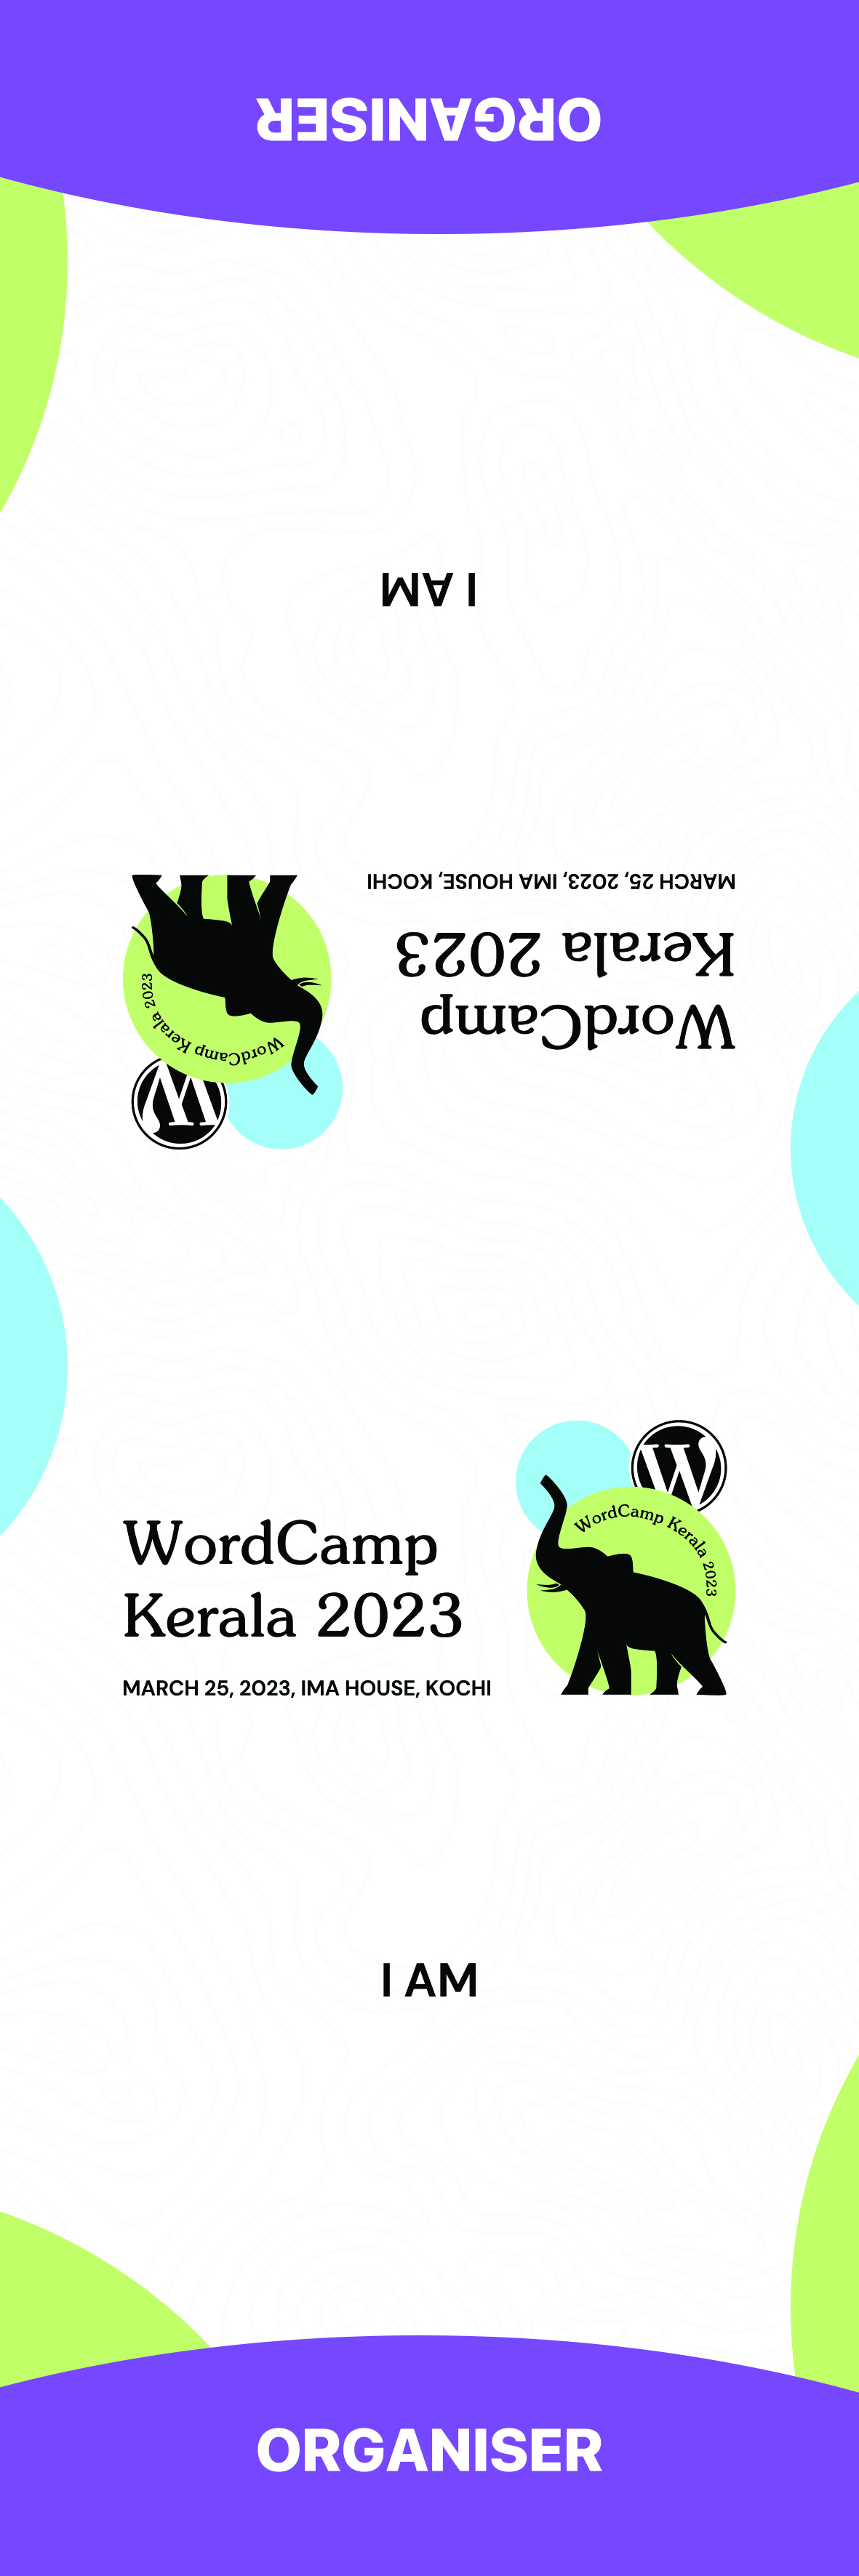 ORGANISER
I AM
MARCH 25, 2023, IMA HOUSE, KOCHI
Kerala 2023
WordCamp
WordCamp Kerala 2023
W
W
WordCamp Kerala 2023
WordCamp
Kerala 2023
MARCH 25, 2023, IMA HOUSE, KOCHI
I AM
ORGANISER